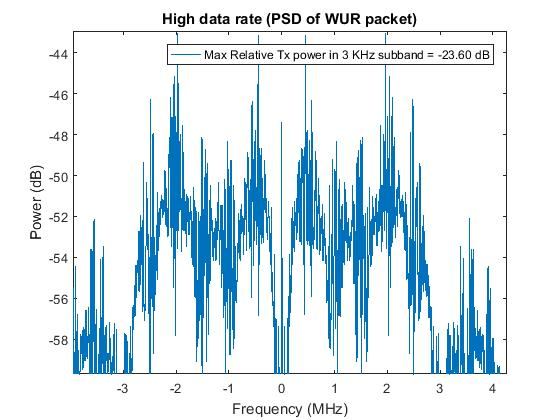 High data rate (PSD of WUR packet)
Max Relative Tx power in 3 KHz subband = -23.60 dB
Power (dB)
-44
-46
-48
-50
-52
-54
-56
-58
-3 -2 -1 0 1 2 3 4
Frequency (MHz)